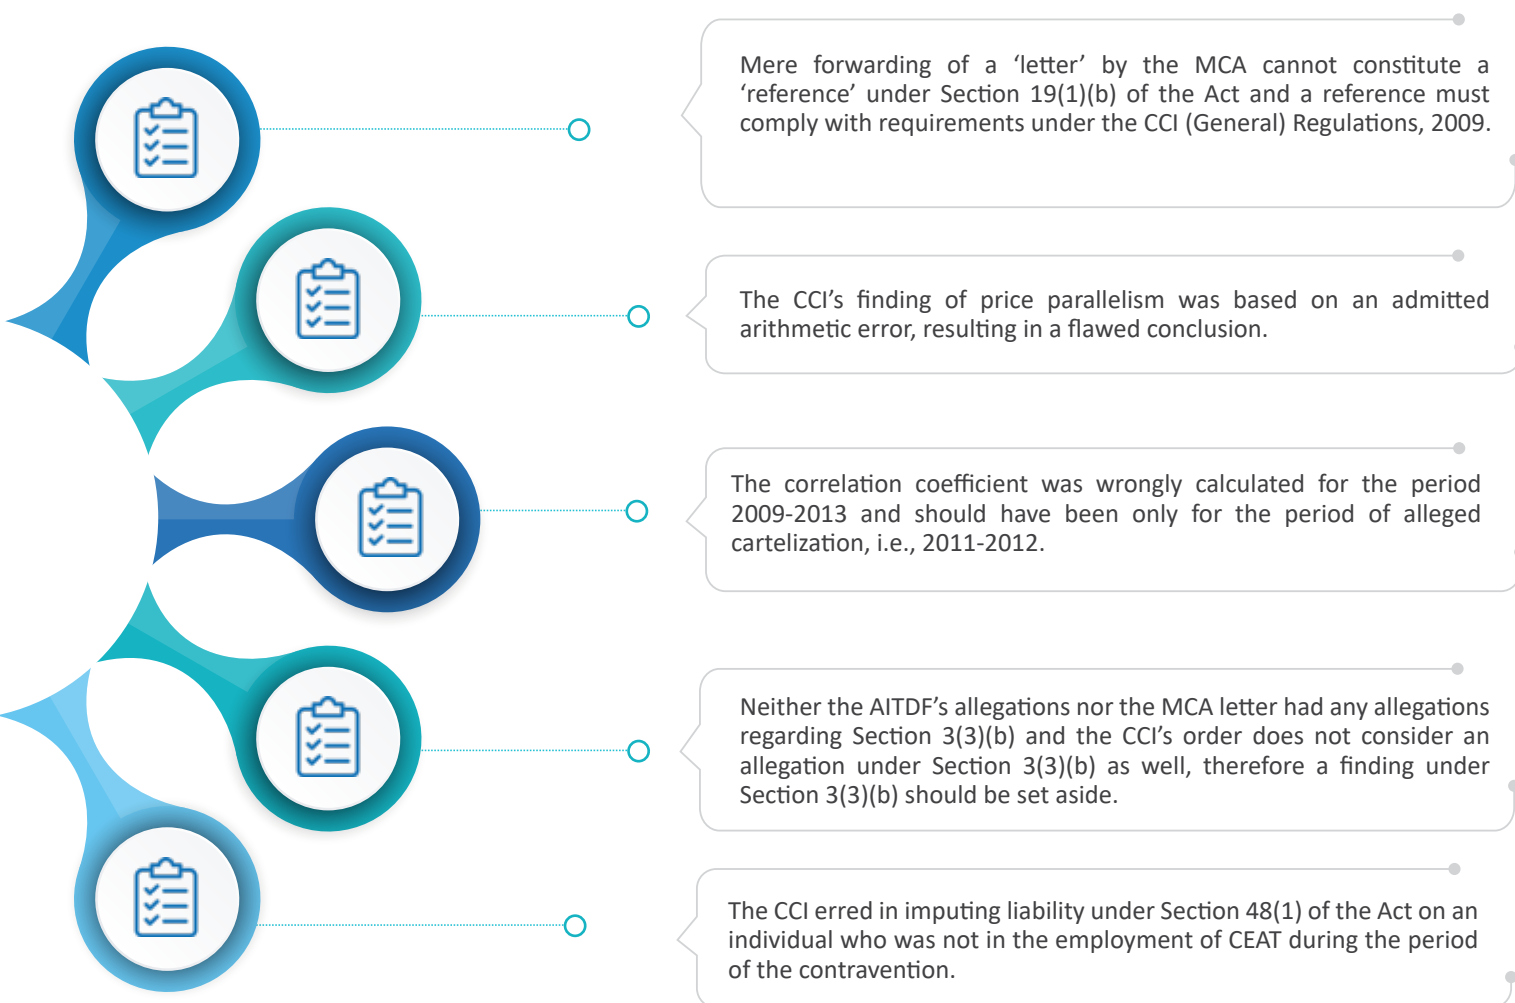 Mere forwarding of a ‘letter’ by the MCA cannot constitute a
‘reference’ under Section 19(1)(b) of the Act and a reference must
comply with requirements under the CCI (General) Regulations, 2009.
The CCI’s finding of price parallelism was based on an admitted
arithmetic error, resulting in a flawed conclusion.
The correlation coefficient was wrongly calculated for the period
2009-2013 and should have been only for the period of alleged
cartelization, i.e., 2011-2012.
Neither the AITDF’s allegations nor the MCA letter had any allegations
regarding Section 3(3)(b) and the CCI’s order does not consider an
allegation under Section 3(3)(b) as well, therefore a finding under
Section 3(3)(b) should be set aside.
The CCI erred in imputing liability under Section 48(1) of the Act on an
individual who was not in the employment of CEAT during the period
of the contravention.